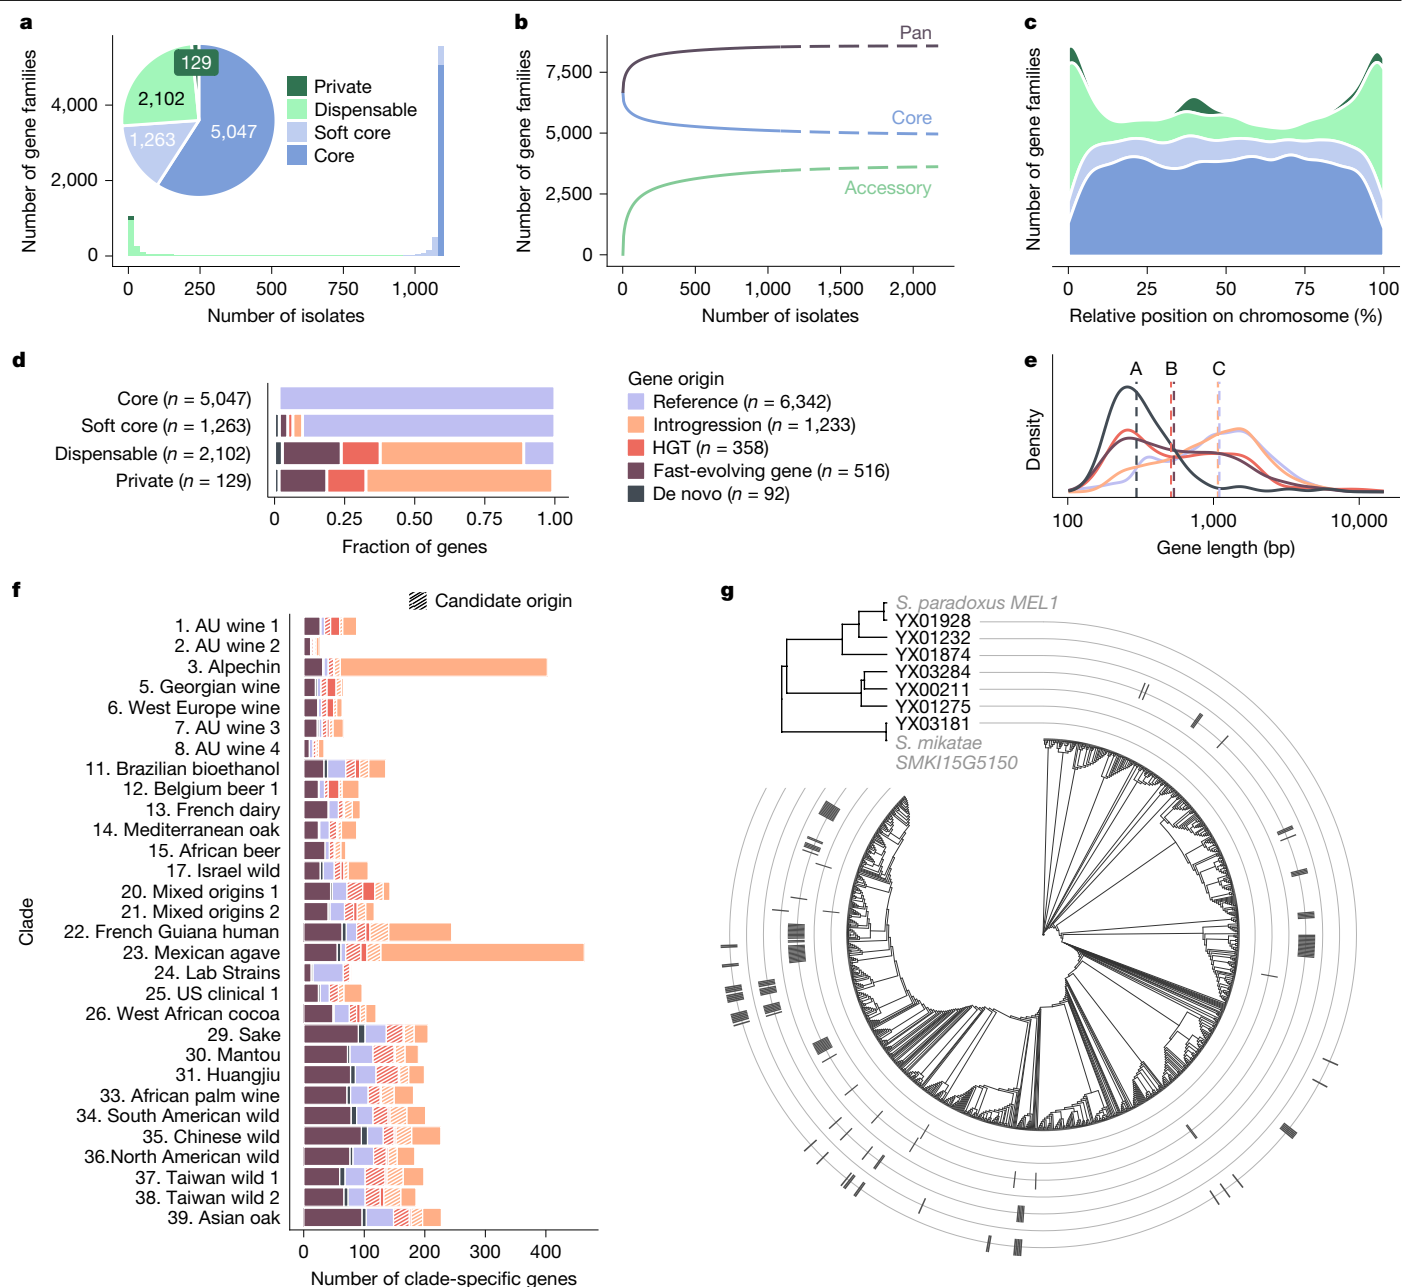 a
Number of gene families
4,000
2,000
0
0
250
500
750
1,000
Number of isolates
129
2,102
1,263
5,047
Private
Dispensable
Soft core
Core
b
Number of gene families
7,500
5,000
2,500
0
0
500
1,000
1,500
2,000
Number of isolates
Pan
Core
Accessory
c
Number of gene families
0
25
50
75
100
Relative position on chromosome (%)
d
Core (n = 5,047)
Soft core (n = 1,263)
Dispensable (n = 2,102)
Private (n = 129)
0
0.25
0.50
0.75
1.00
Fraction of genes
Gene origin
Reference (n = 6,342)
Introgression (n = 1,233)
HGT (n = 358)
Fast-evolving gene (n = 516)
De novo (n = 92)
e
A
B
C
Density
100
1,000
10,000
Gene length (bp)
f
Candidate origin
Clade
1. AU wine 1
2. AU wine 2
3. Alpechin
5. Georgian wine
6. West Europe wine
7. AU wine 3
8. AU wine 4
11. Brazilian bioethanol
12. Belgium beer 1
13. French dairy
14. Mediterranean oak
15. African beer
17. Israel wild
20. Mixed origins 1
21. Mixed origins 2
22. French Guiana human
23. Mexican agave
24. Lab Strains
25. US clinical 1
26. West African cocoa
29. Sake
30. Mantou
31. Huangjiu
33. African palm wine
34. South American wild
35. Chinese wild
36.North American wild
37. Taiwan wild 1
38. Taiwan wild 2
39. Asian oak
0
100
200
300
400
Number of clade-specific genes
g
S. paradoxus MEL1
YX01928
YX01232
YX01874
YX03284
YX00211
YX01275
YX03181
S. mikatae
SMKI15G5150